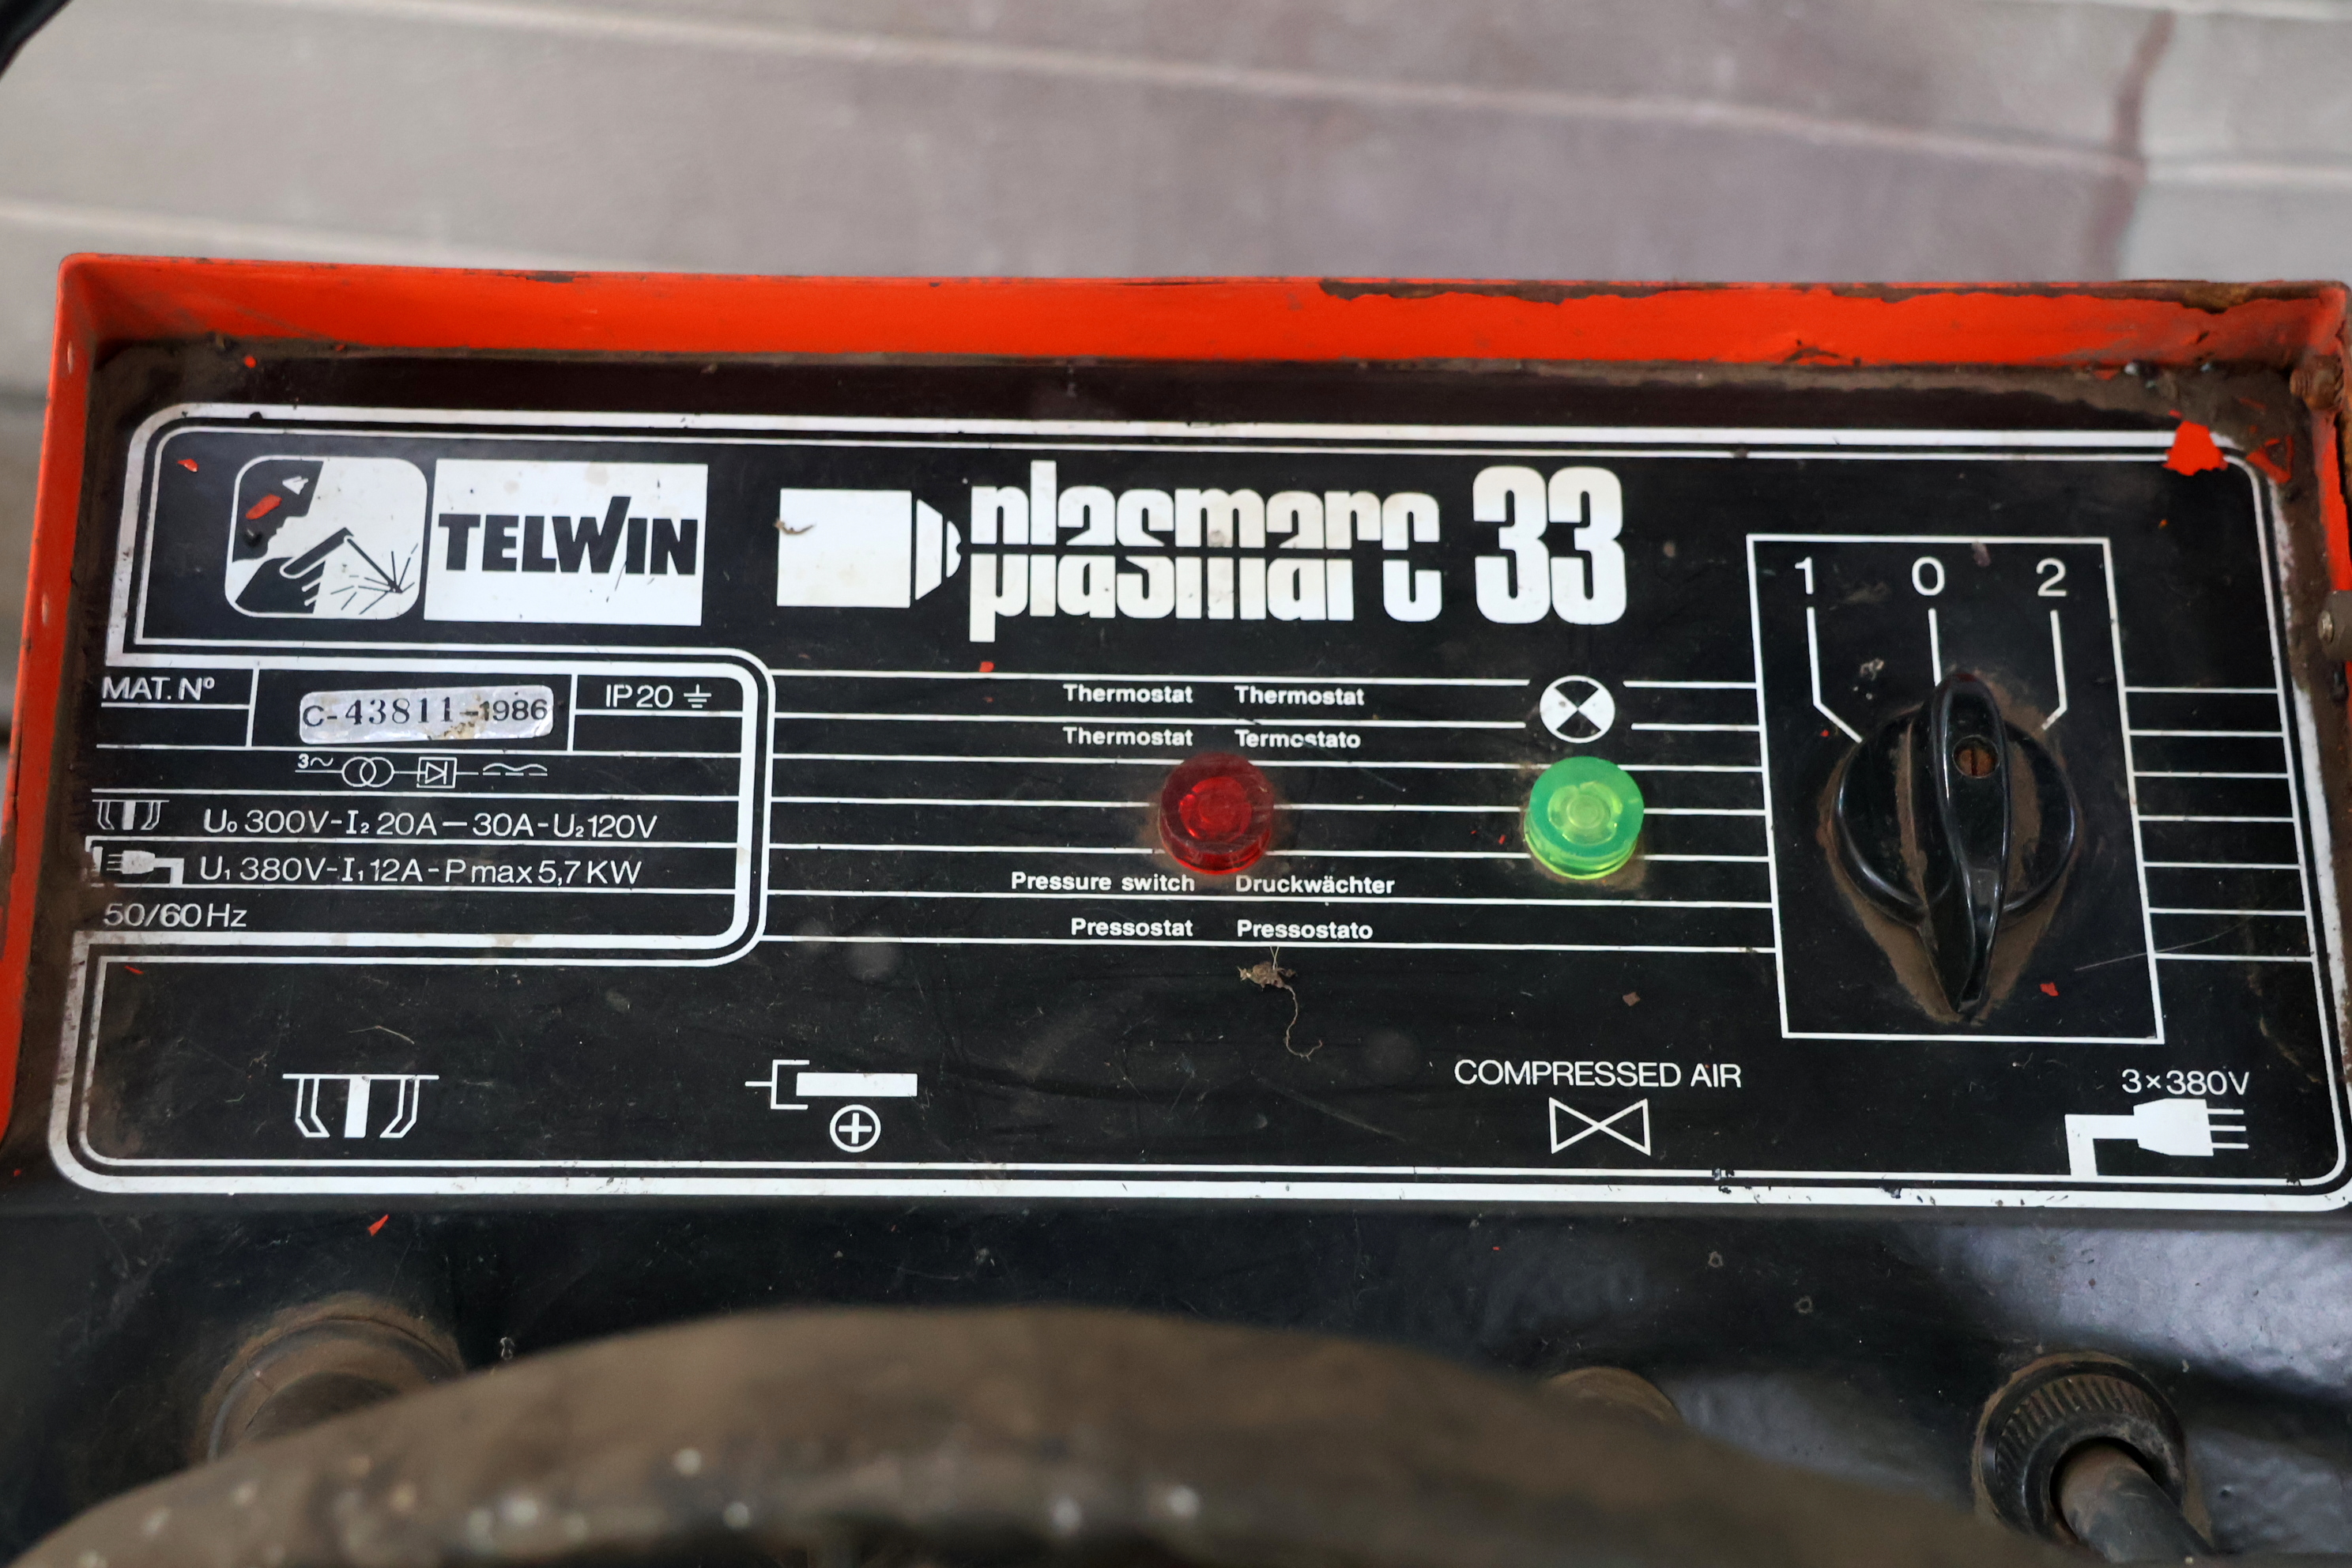 TELWIN
plasmarc 33
1 0 2
MAT. Nº
C-43811-1986
IP20
3~
U₀ 300V-I₂ 20A-30A-U₂ 120V
U₁ 380V-I₁ 12A-P max 5,7 KW
50/60 Hz
Thermostat Thermostat
Thermostat Termostato
Pressure switch Druckwächter
Pressostat Pressostato
COMPRESSED AIR
3×380V